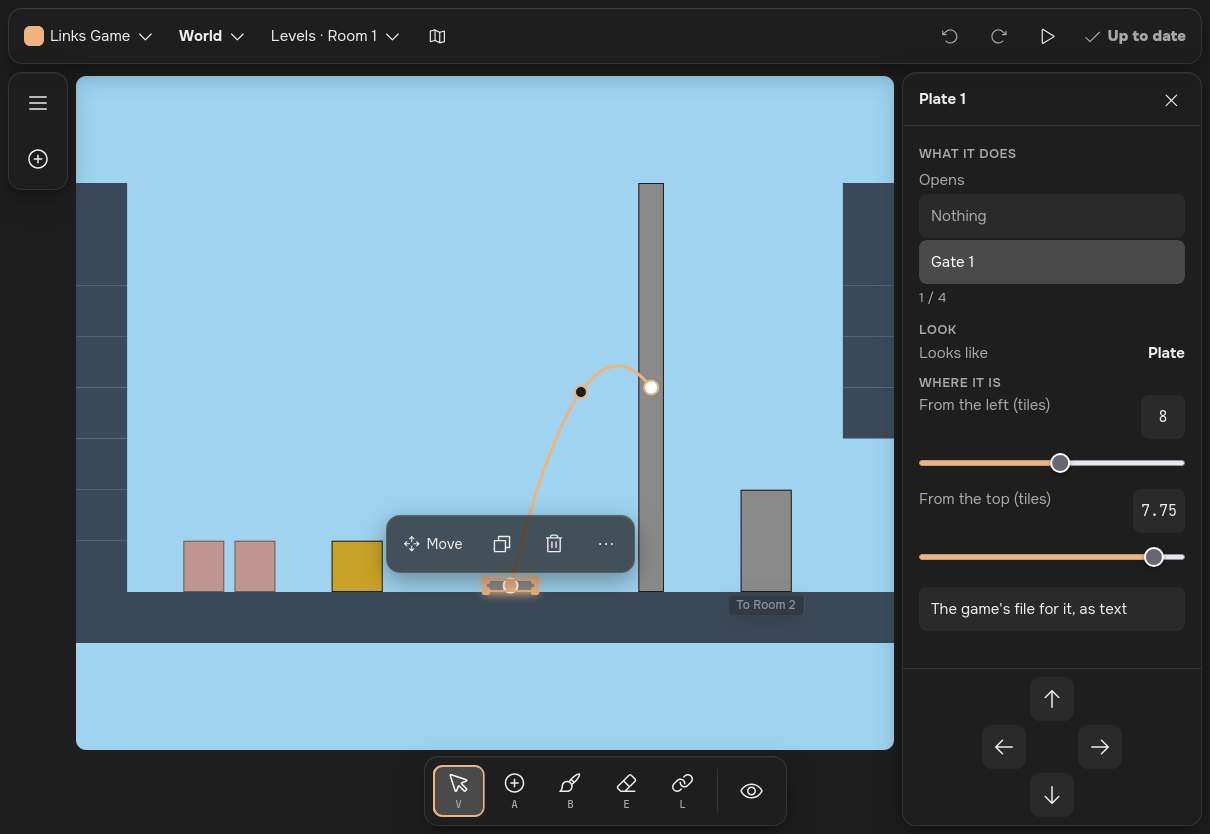 Links Game
World
Levels · Room 1
Up to date
Plate 1
WHAT IT DOES
Opens
Nothing
Gate 1
1 / 4
LOOK
Looks like
Plate
WHERE IT IS
From the left (tiles)
8
From the top (tiles)
7.75
The game's file for it, as text
Move
To Room 2
V
A
B
E
L